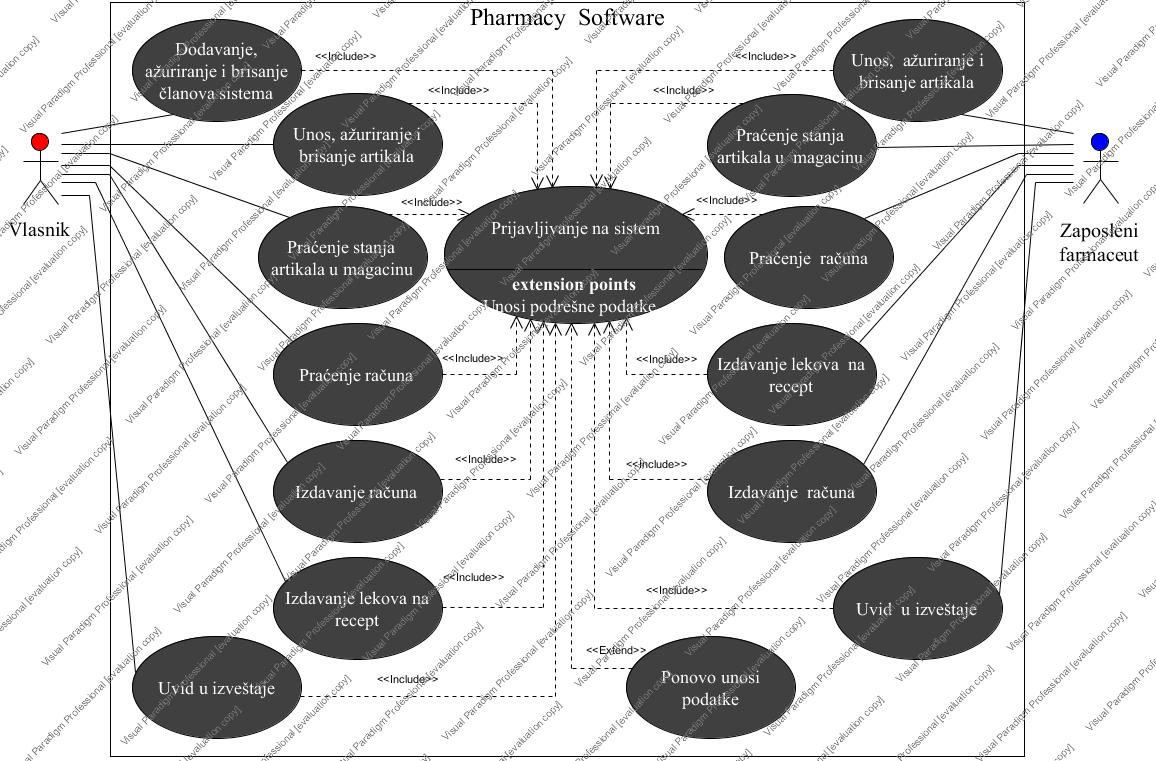 Pharmacy Software
Dodavanje,
ažuriranje i brisanje
članova sistema
<<Include>>
<<Include>>
Unos, ažuriranje i
brisanje artikala
<<Include>>
Unos, ažuriranje i
brisanje artikala
<<Include>>
Praćenje stanja
artikala u magacinu
Vlasnik
<<Include>>
Prijavljivanje na sistem
extension points
Unosi podrešne podatke
<<Include>>
Zaposleni
farmaceut
Praćenje stanja
artikala u magacinu
Praćenje računa
Praćenje računa
<<Include>>
<<Include>>
Izdavanje lekova na
recept
Izdavanje računa
<<Include>>
<<Include>>
Izdavanje računa
Izdavanje lekova na
recept
<<Include>>
<<Include>>
Uvid u izveštaje
Uvid u izveštaje
<<Include>>
<<Extend>>
Ponovo unosi
podatke
Visual Paradigm Professional [evaluation copy]